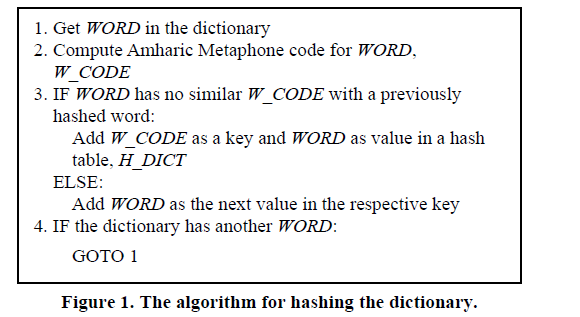 1. Get WORD in the dictionary
2. Compute Amharic Metaphone code for WORD,
W_CODE
3. IF WORD has no similar W_CODE with a previously
hashed word:
Add W_CODE as a key and WORD as value in a hash
table, H_DICT
ELSE:
Add WORD as the next value in the respective key
4. IF the dictionary has another WORD:
GOTO 1
Figure 1. The algorithm for hashing the dictionary.